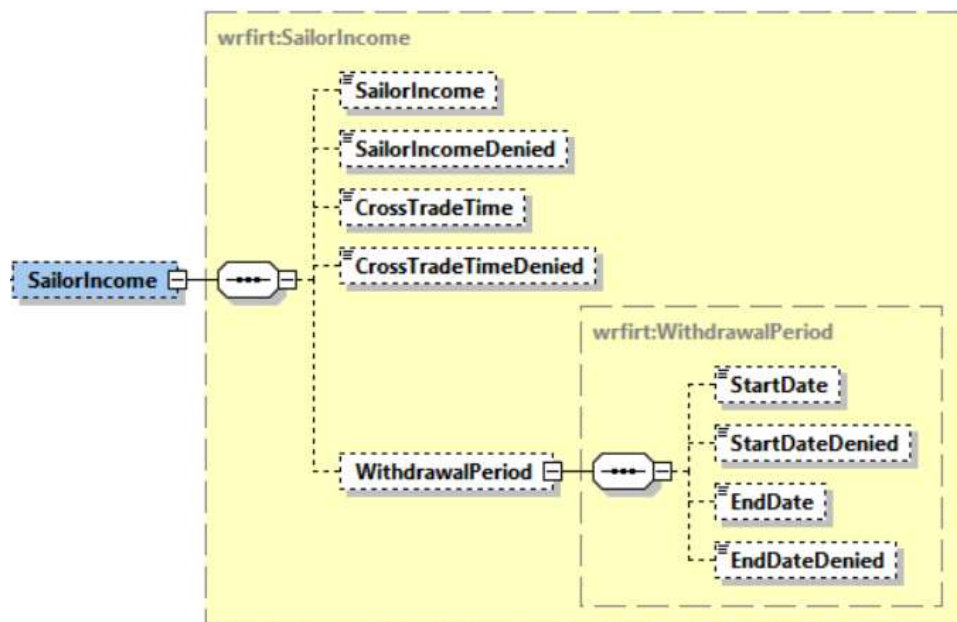 wrfirt:SailorIncome
SailorIncome
SailorIncomeDenied
CrossTradeTime
CrossTradeTimeDenied
SailorIncome
wrfirt:WithdrawalPeriod
StartDate
StartDateDenied
WithdrawalPeriod
EndDate
EndDateDenied